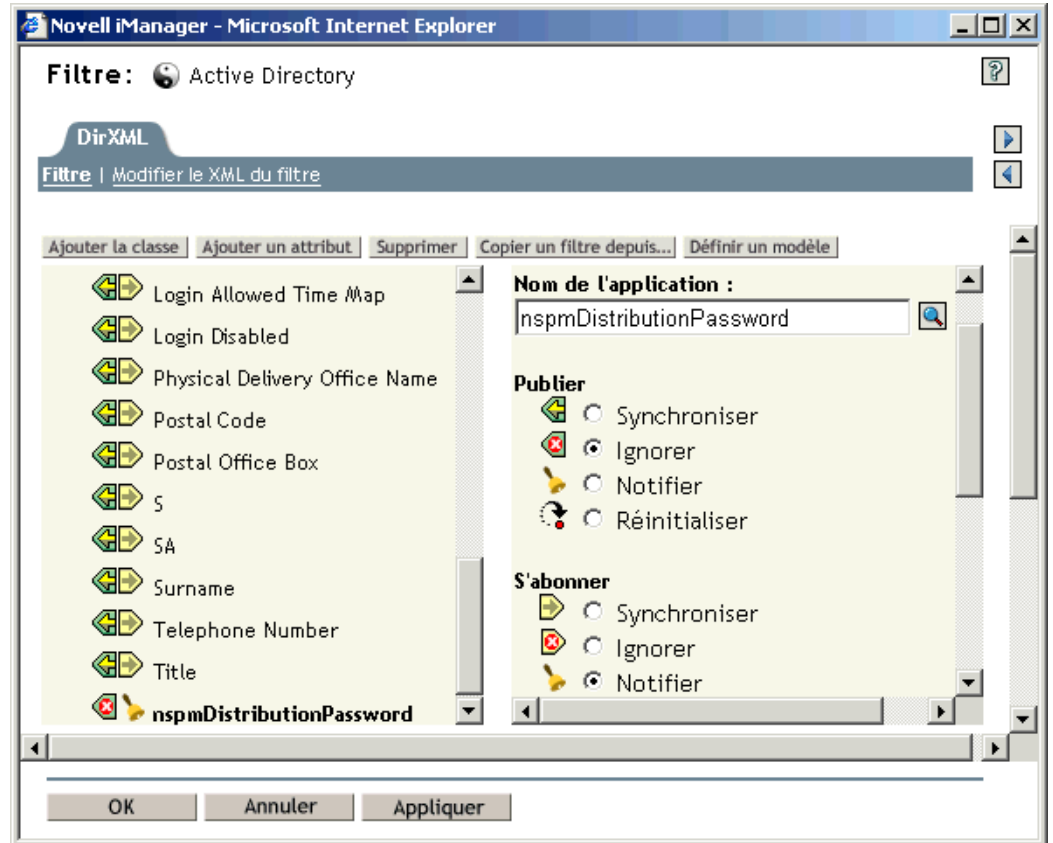 Novell iManager - Microsoft Internet Explorer
Filtre: Active Directory
DirXML
Filtre | Modifier le XML du filtre
Ajouter la classe Ajouter un attribut Supprimer Copier un filtre depuis... Définir un modèle
Login Allowed Time Map
Login Disabled
Physical Delivery Office Name
Postal Code
Postal Office Box
S
SA
Surname
Telephone Number
Title
nspmDistributionPassword
Nom de l'application :
nspmDistributionPassword
Publier
Synchroniser
Ignorer
Notifier
Réinitialiser
S'abonner
Synchroniser
Ignorer
Notifier
OK Annuler Appliquer